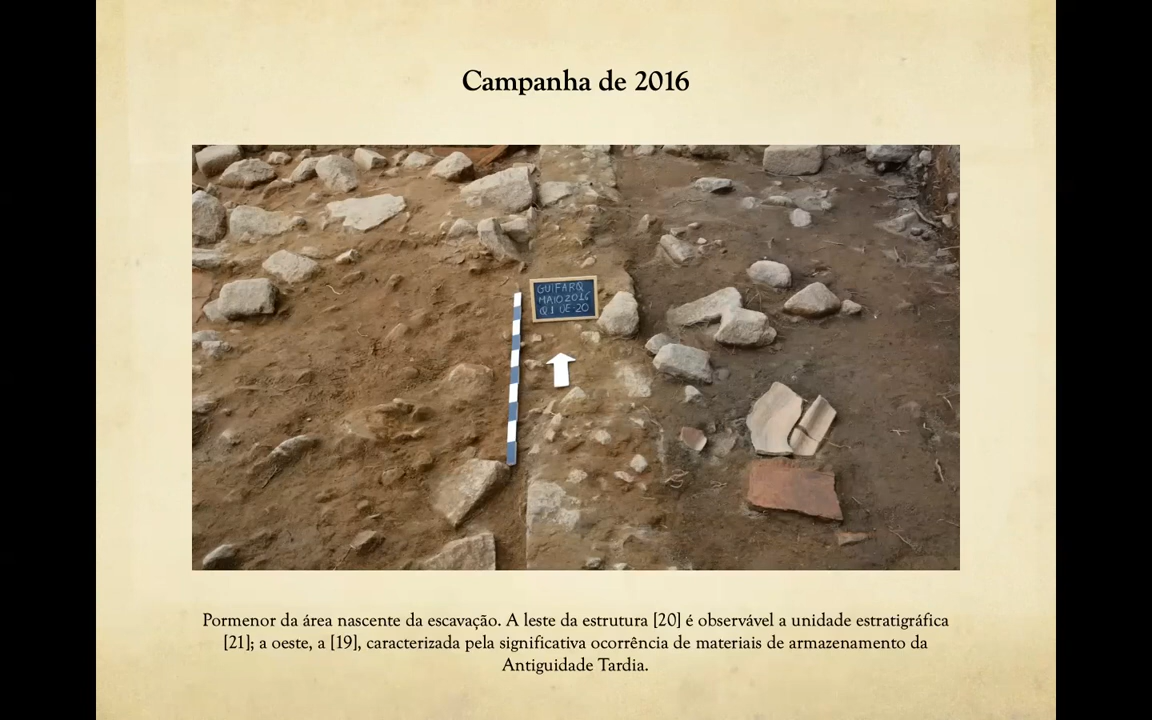 Campanha de 2016
GUIFARQ
MAIO 2016
Q1 UE 20
Pormenor da área nascente da escavação. A leste da estrutura [20] é observável a unidade estratigráfica
[21]; a oeste, a [19], caracterizada pela significativa ocorrência de materiais de armazenamento da
Antiguidade Tardia.